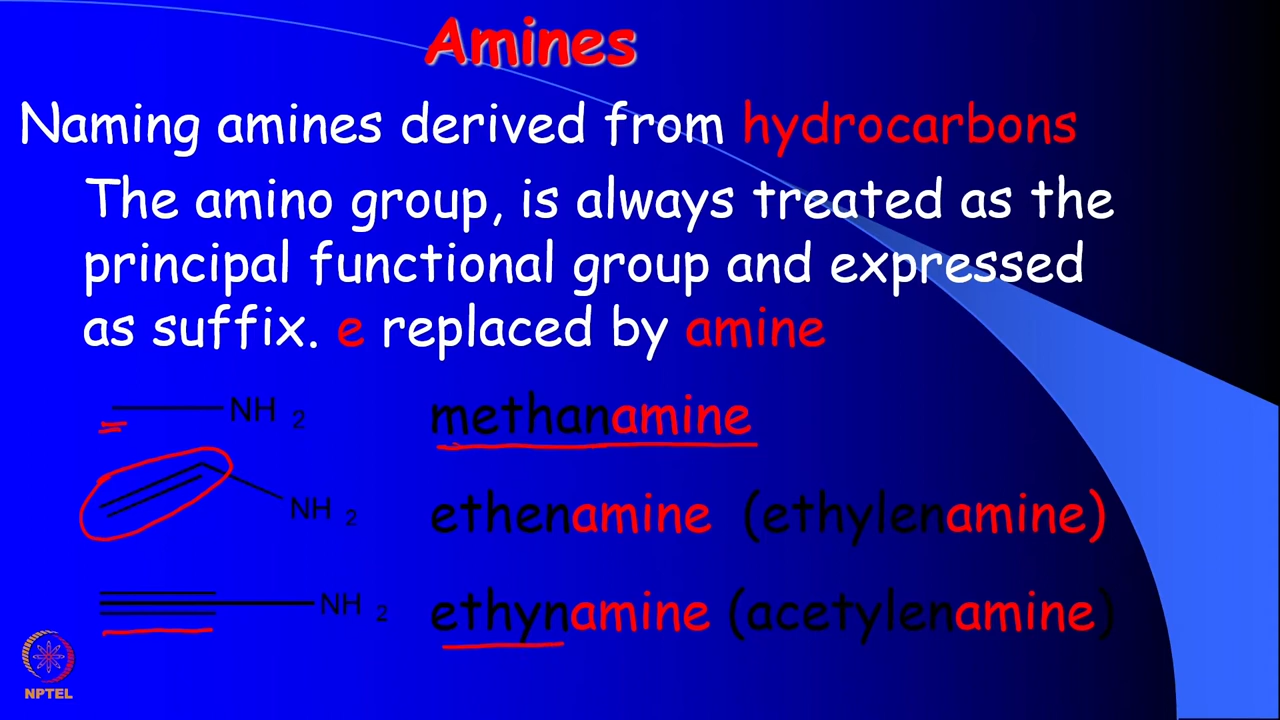 Amines
Naming amines derived from hydrocarbons
The amino group, is always treated as the
principal functional group and expressed
as suffix. e replaced by amine
NH 2 methanamine
NH 2 ethenamine (ethylenamine)
NH 2 ethynamine (acetylenamine)
NPTEL